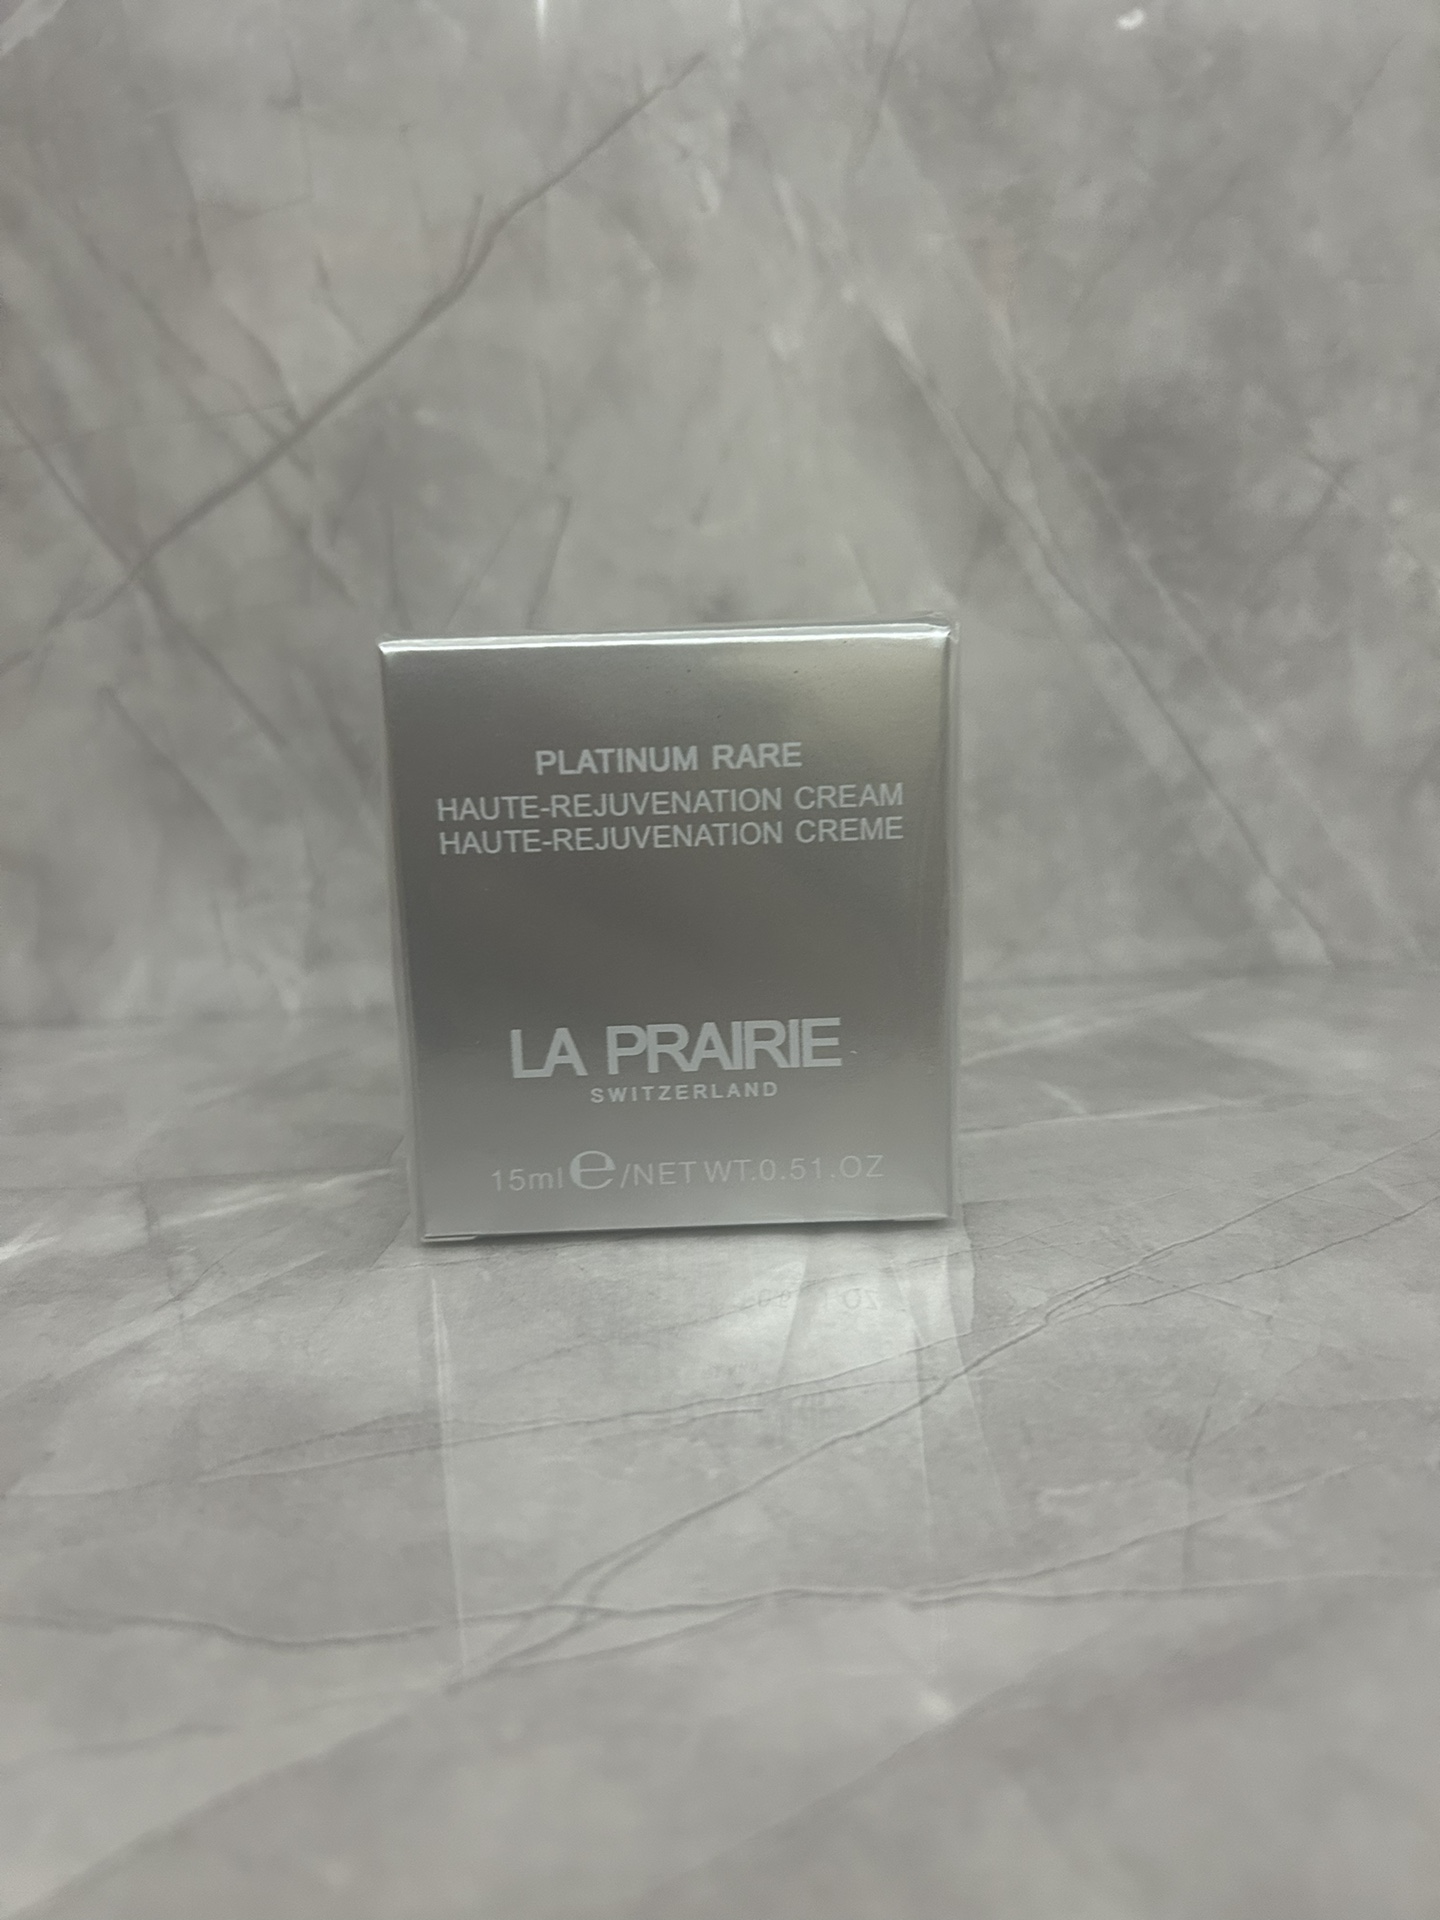 PLATINUM RARE
HAUTE-REJUVENATION CREAM
HAUTE-REJUVENATION CREME
LA PRAIRIE
SWITZERLAND
15ml℮/NET WT.0.51.OZ